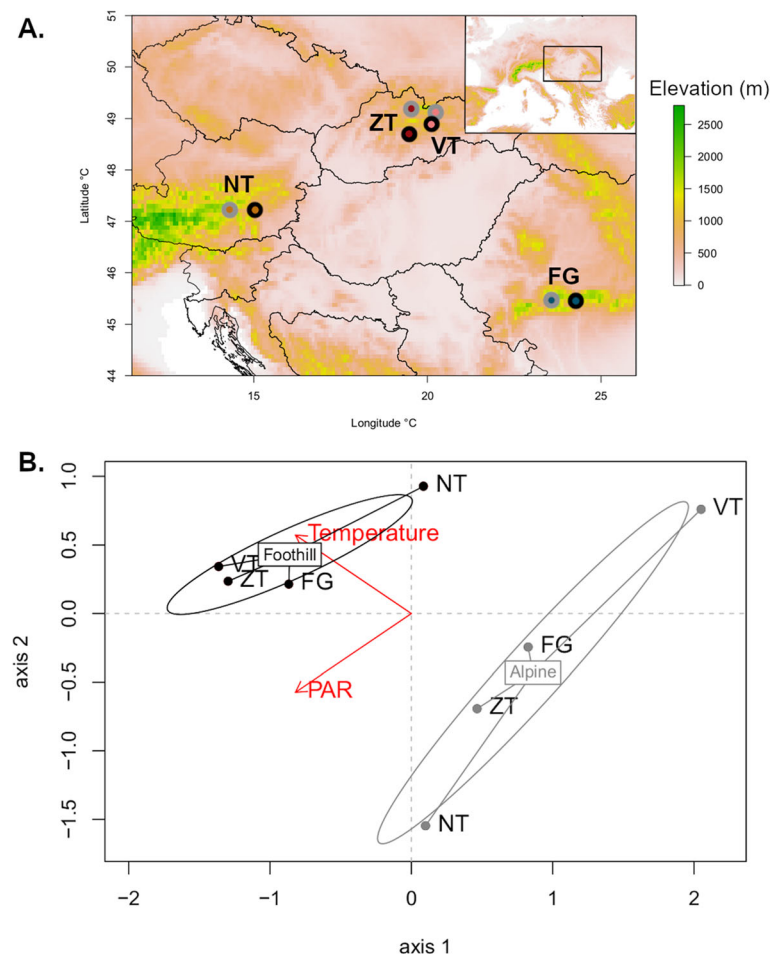 A.
51
50
49
48
47
46
45
44
Latitude °C
15
20
25
Longitude °C
ZT
VT
NT
FG
Elevation (m)
2500
2000
1500
1000
500
0
B.
1.0
0.5
0.0
−0.5
−1.0
−1.5
axis 2
NT
Temperature
Foothill
VT
ZT
FG
PAR
VT
FG
Alpine
ZT
NT
−2
−1
0
1
2
axis 1